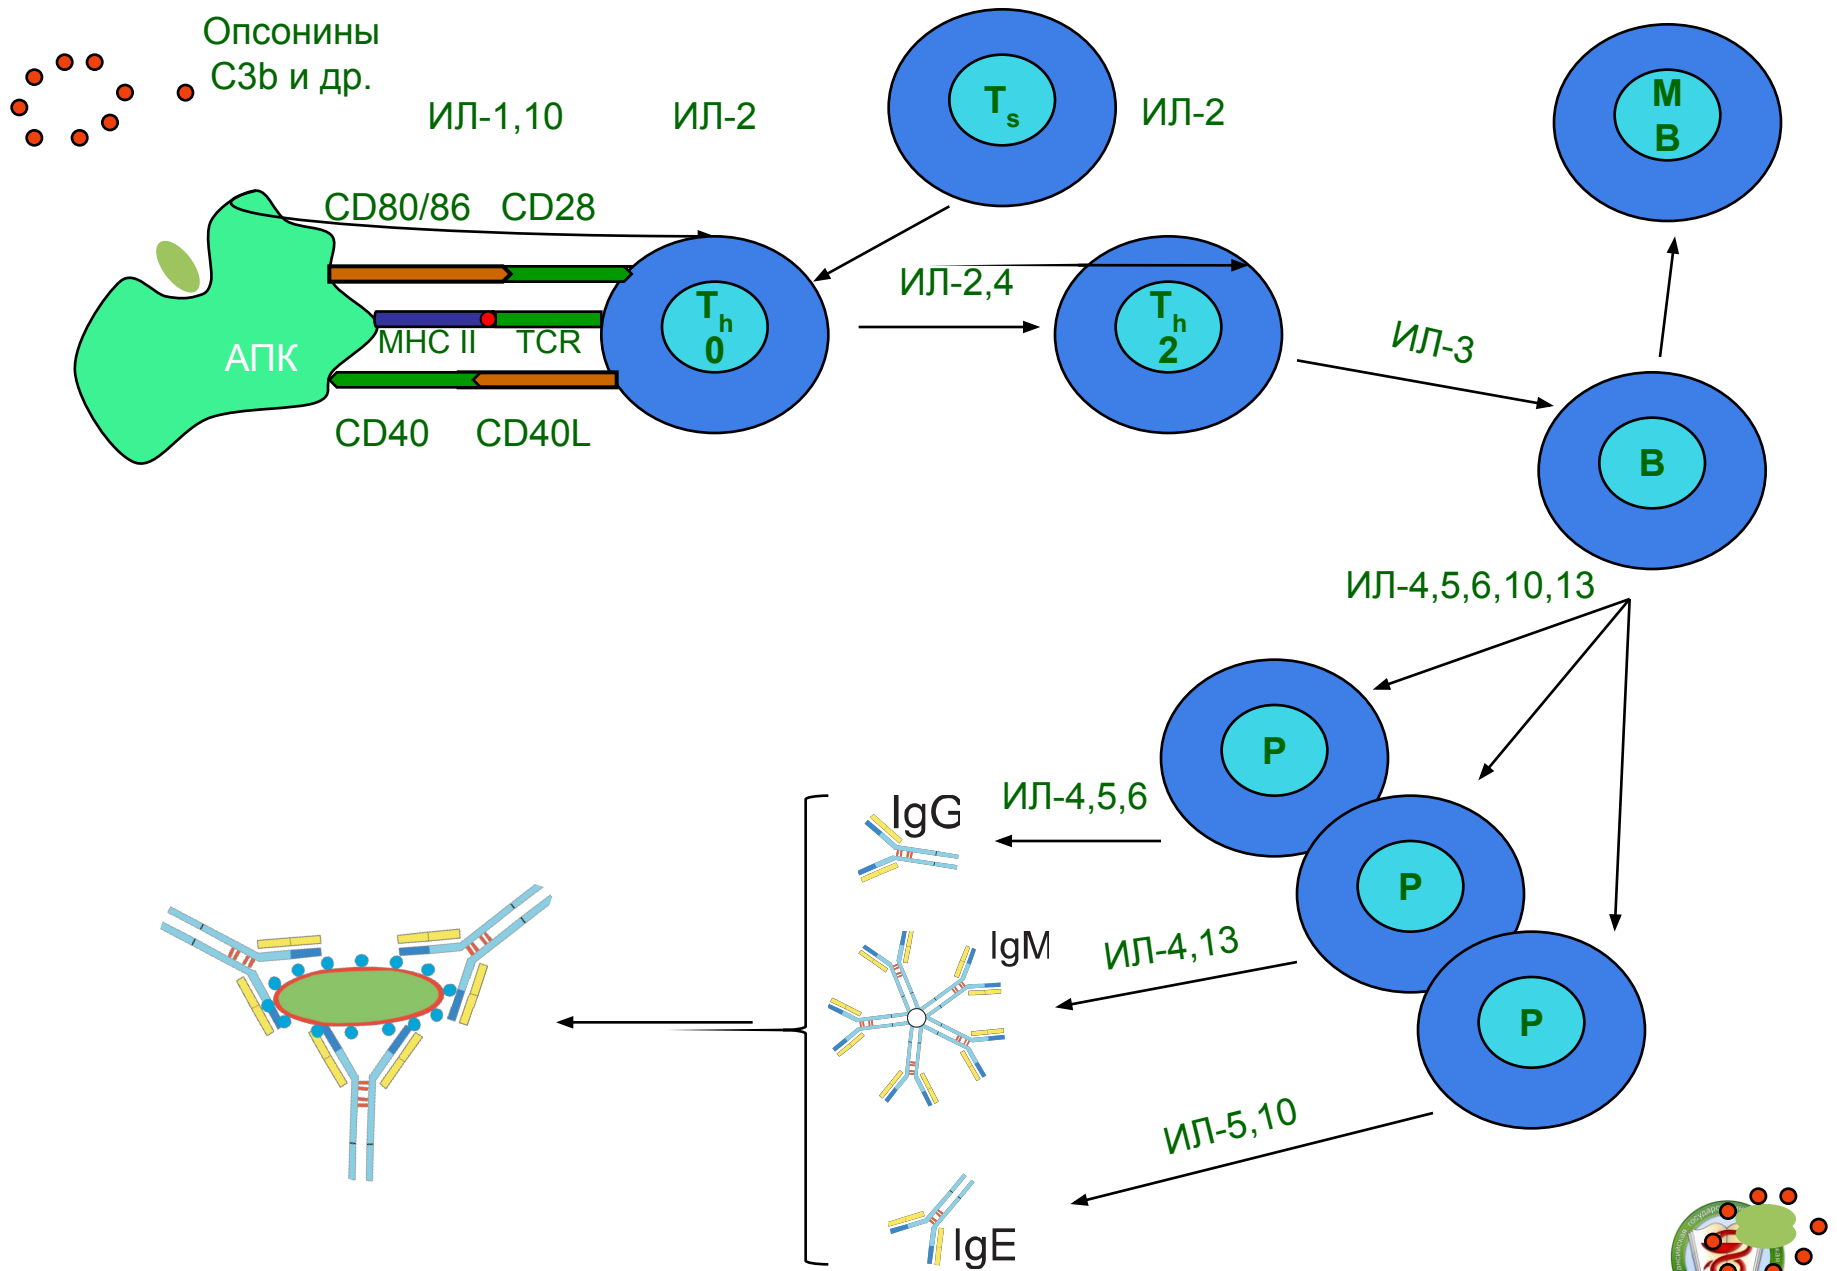 Опсонины
C3b и др.
ИЛ-1,10
ИЛ-2
Ts
ИЛ-2
M
B
CD80/86
CD28
ИЛ-2,4
Th
0
Th
2
MHC II
TCR
АПК
ИЛ-3
CD40
CD40L
B
ИЛ-4,5,6,10,13
P
IgG
ИЛ-4,5,6
P
IgM
ИЛ-4,13
P
ИЛ-5,10
IgE